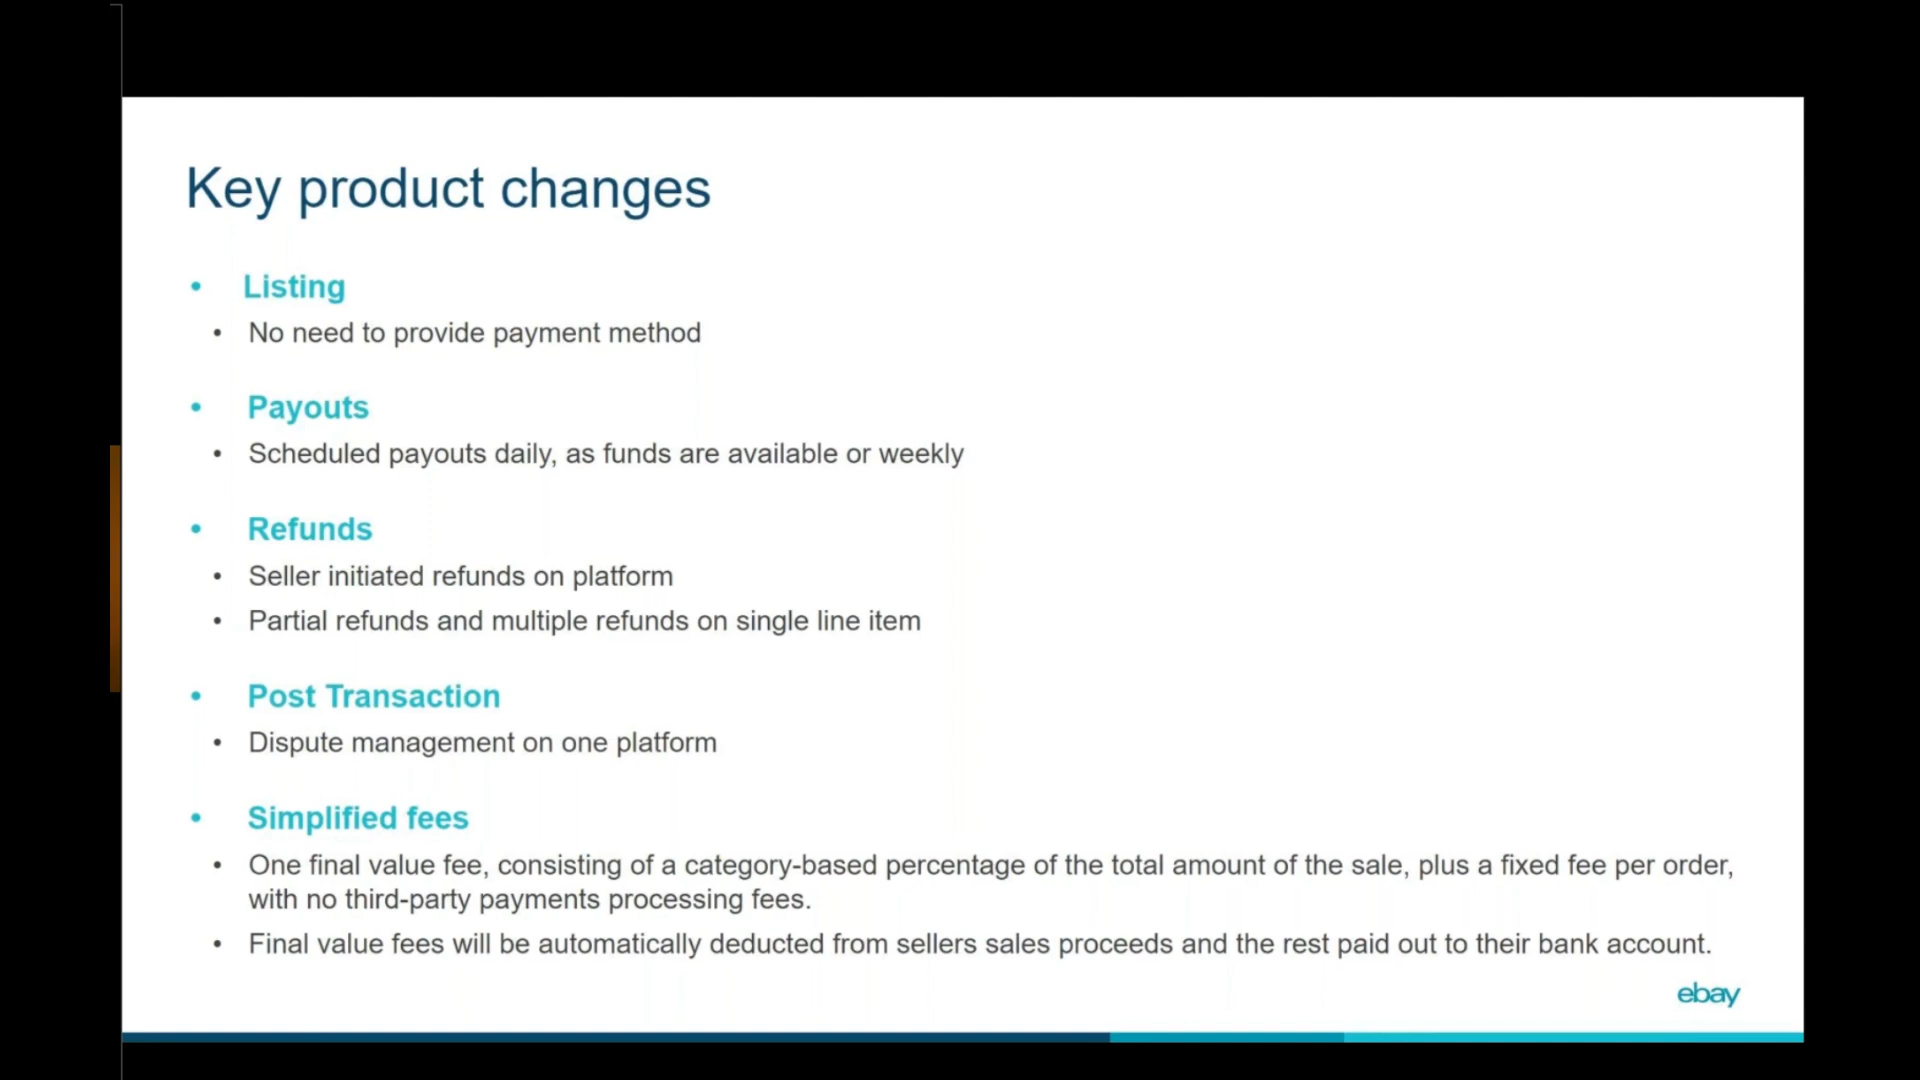 Key product changes
• Listing
• No need to provide payment method
• Payouts
• Scheduled payouts daily, as funds are available or weekly
• Refunds
• Seller initiated refunds on platform
• Partial refunds and multiple refunds on single line item
• Post Transaction
• Dispute management on one platform
• Simplified fees
• One final value fee, consisting of a category-based percentage of the total amount of the sale, plus a fixed fee per order,
with no third-party payments processing fees.
• Final value fees will be automatically deducted from sellers sales proceeds and the rest paid out to their bank account.
ebay